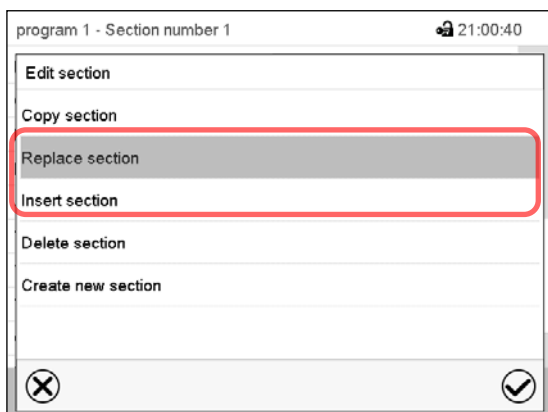 program 1 - Section number 1 21:00:40
Edit section
Copy section
Replace section
Insert section
Delete section
Create new section